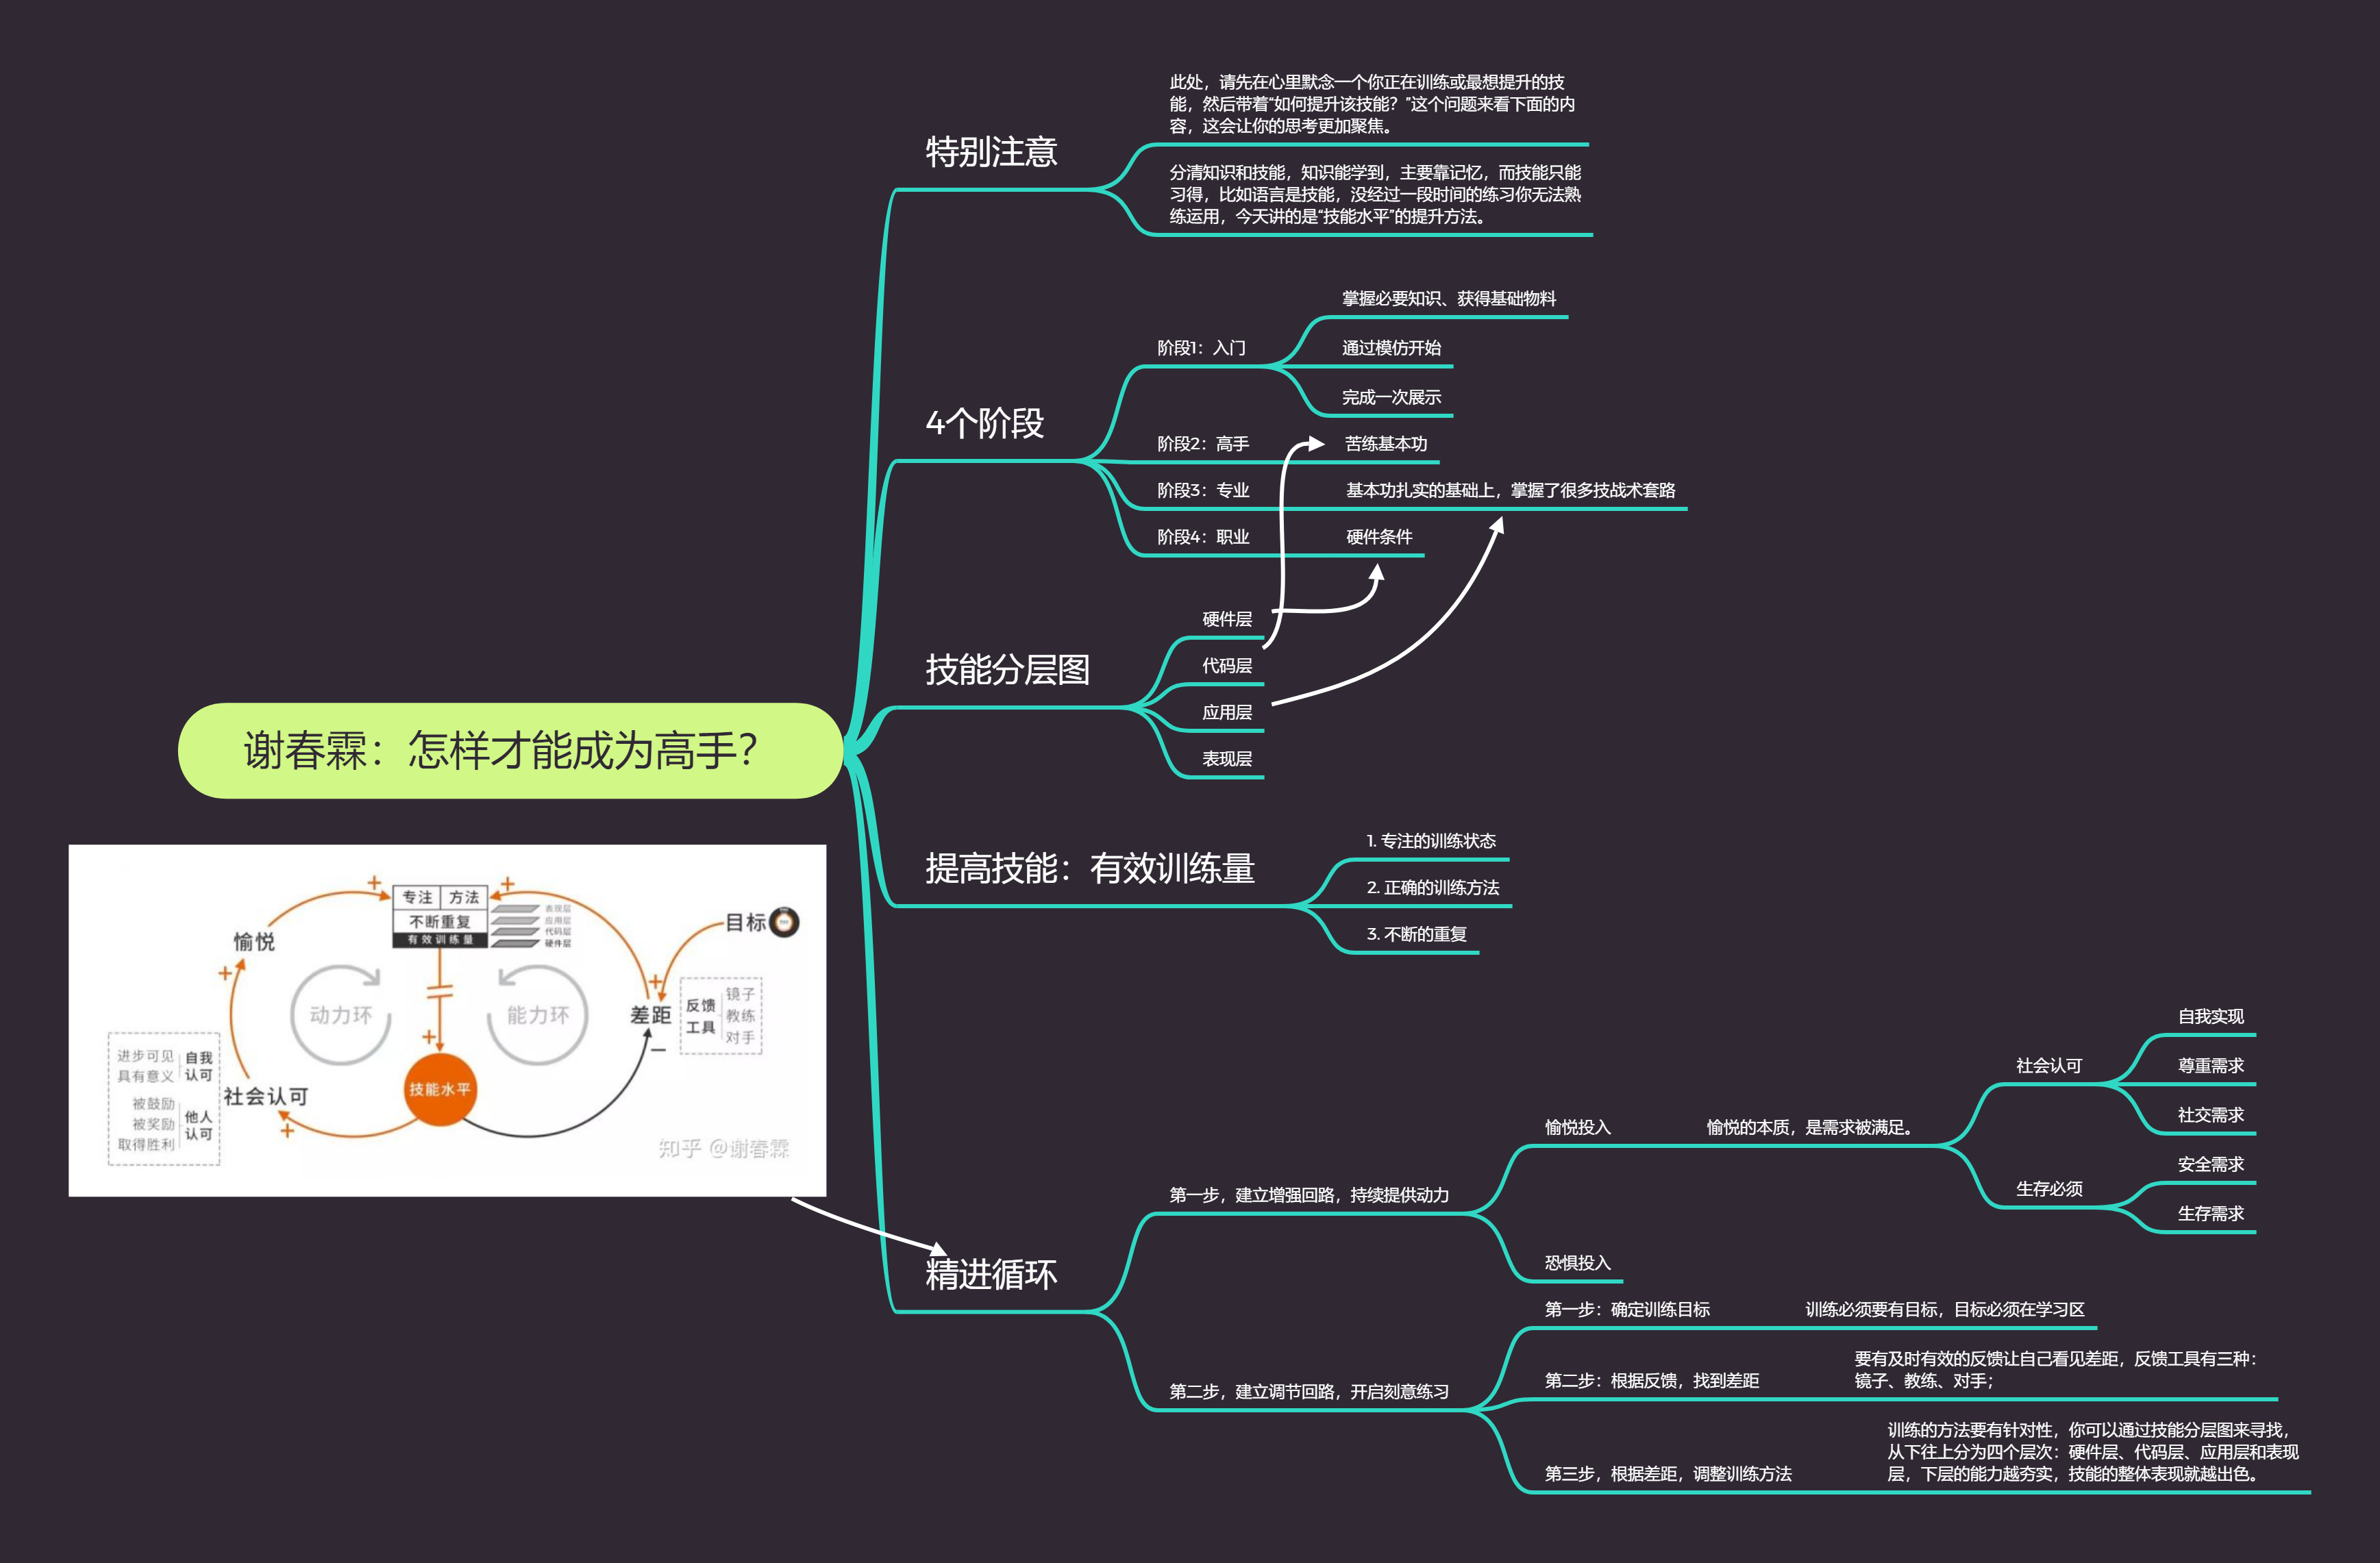 此处，请先在心里默念一个你正在训练或最想提升的技
能，然后带着“如何提升该技能？”这个问题来看下面的内
容，这会让你的思考更加聚焦。
特别注意
分清知识和技能，知识能学到，主要靠记忆，而技能只能
习得，比如语言是技能，没经过一段时间的练习你无法熟
练运用，今天讲的是“技能水平”的提升方法。
4个阶段
阶段1：入门
掌握必要知识、获得基础物料
通过模仿开始
完成一次展示
阶段2：高手
苦练基本功
阶段3：专业
基本功扎实的基础上，掌握了很多技战术套路
阶段4：职业
硬件条件
技能分层图
硬件层
代码层
应用层
表现层
谢春霖：怎样才能成为高手？
提高技能：有效训练量
1. 专注的训练状态
2. 正确的训练方法
3. 不断的重复
精进循环
第一步，建立增强回路，持续提供动力
愉悦投入
愉悦的本质，是需求被满足。
社会认可
自我实现
尊重需求
社交需求
生存必须
安全需求
生存需求
恐惧投入
第二步，建立调节回路，开启刻意练习
第一步：确定训练目标
训练必须要有目标，目标必须在学习区
第二步：根据反馈，找到差距
要有及时有效的反馈让自己看见差距，反馈工具有三种：
镜子、教练、对手；
第三步，根据差距，调整训练方法
训练的方法要有针对性，你可以通过技能分层图来寻找，
从下往上分为四个层次：硬件层、代码层、应用层和表现
层，下层的能力越夯实，技能的整体表现就越出色。
专注 方法
不断重复
有效训练量
表现层
应用层
代码层
硬件层
目标
愉悦
动力环
能力环
差距
反馈
工具
镜子
教练
对手
进步可见
具有意义
自我
认可
被鼓励
被奖励
取得胜利
他人
认可
社会认可
技能水平
知乎 @谢春霖